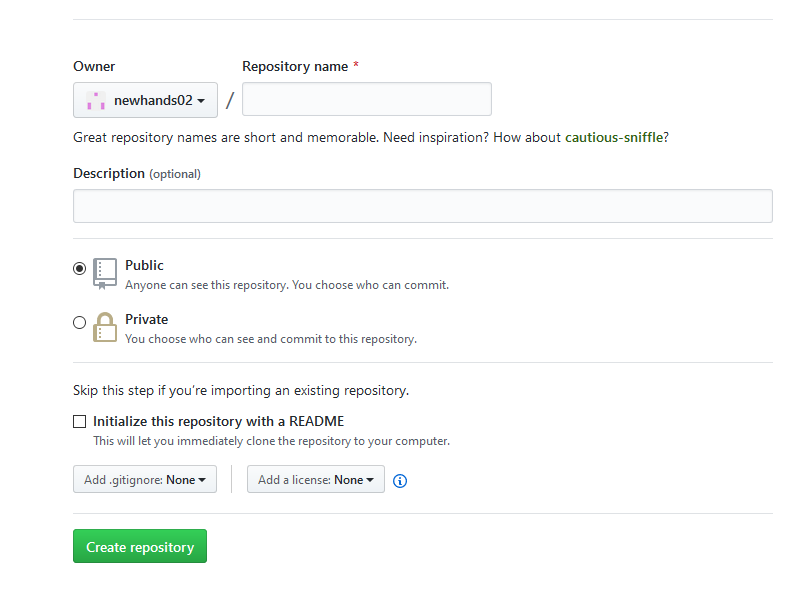 Owner
Repository name *
newhands02 /
Great repository names are short and memorable. Need inspiration? How about cautious-sniffle?
Description (optional)
Public
Anyone can see this repository. You choose who can commit.
Private
You choose who can see and commit to this repository.
Skip this step if you’re importing an existing repository.
Initialize this repository with a README
This will let you immediately clone the repository to your computer.
Add .gitignore: None
Add a license: None
Create repository